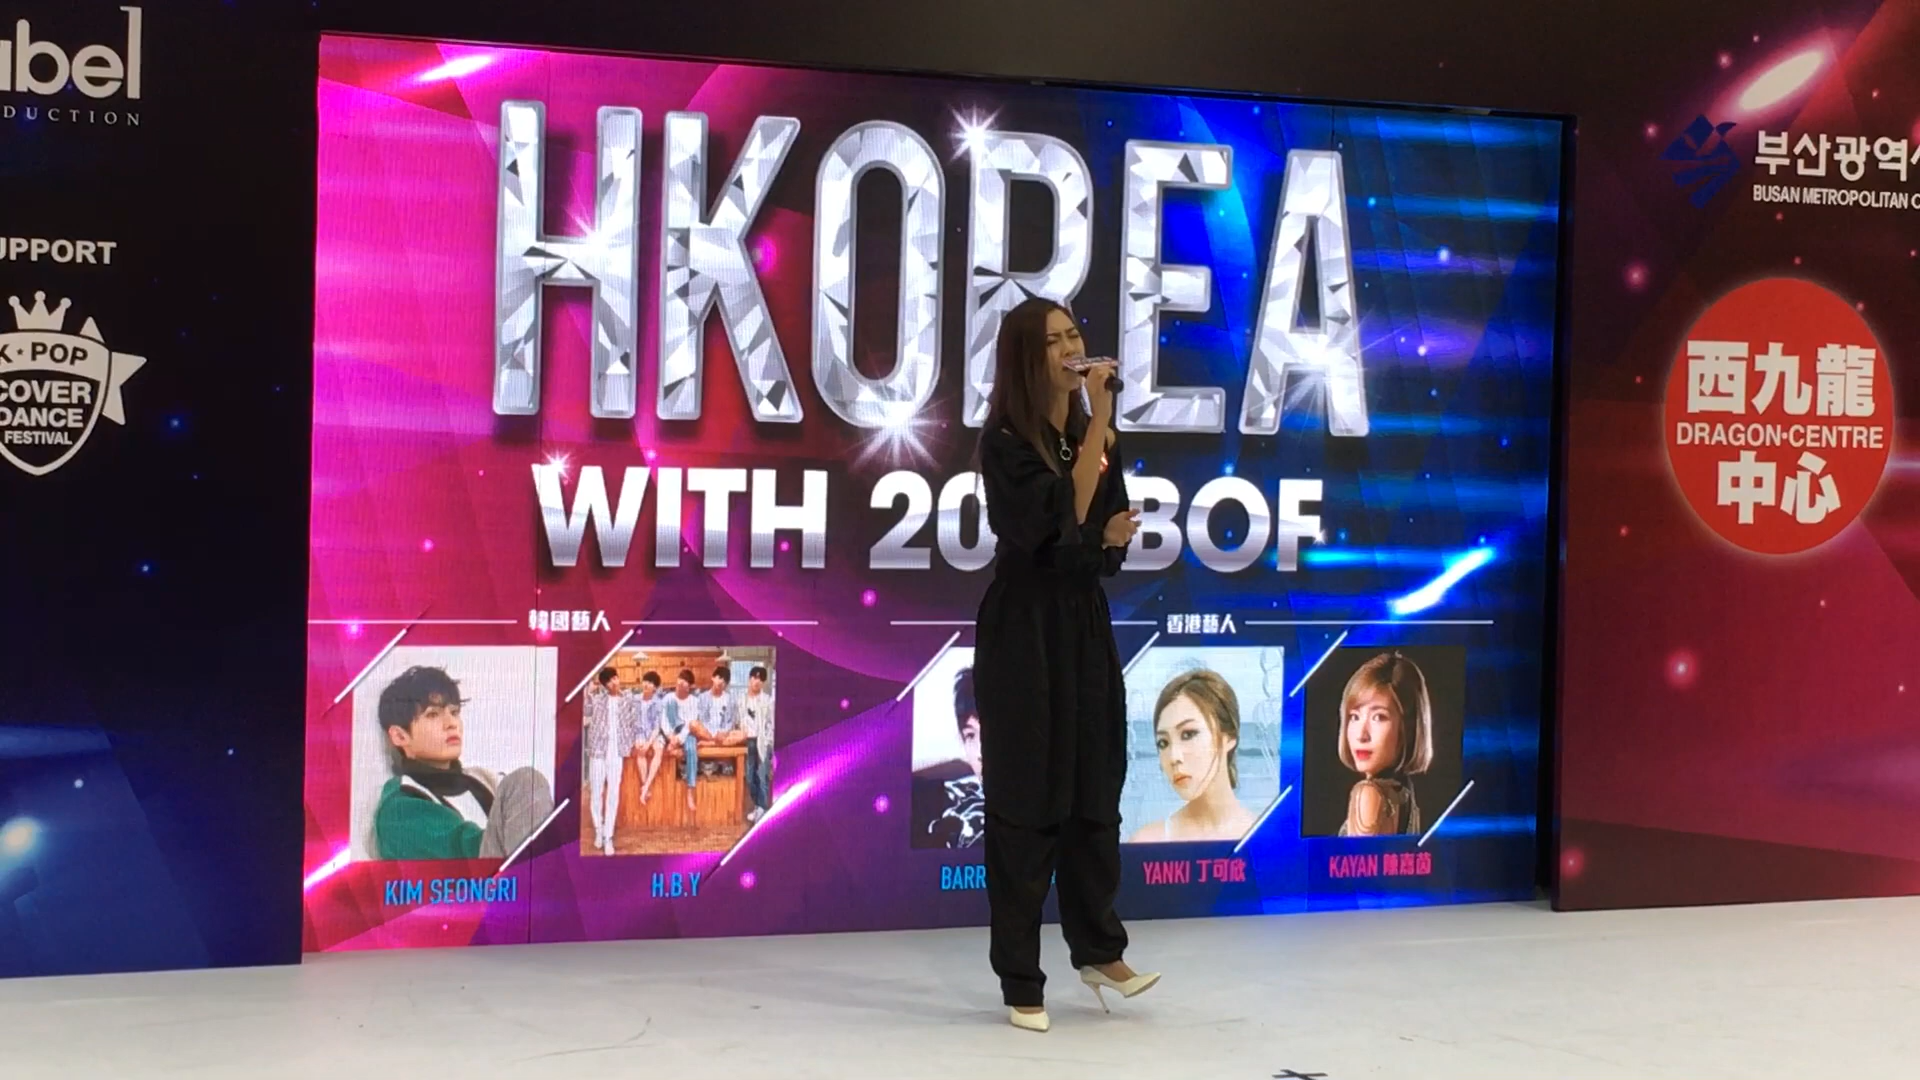 abel
DUCTION
UPPORT
K★POP
COVER
DANCE
FESTIVAL
HKOREA
WITH 20 BOF
韓國藝人
香港藝人
KIM SEONGRI
H.B.Y
BARR
YANKI 丁可欣
KAYAN 陳嘉茵
부산광역
BUSAN METROPOLITAN C
西九龍
DRAGON·CENTRE
中心